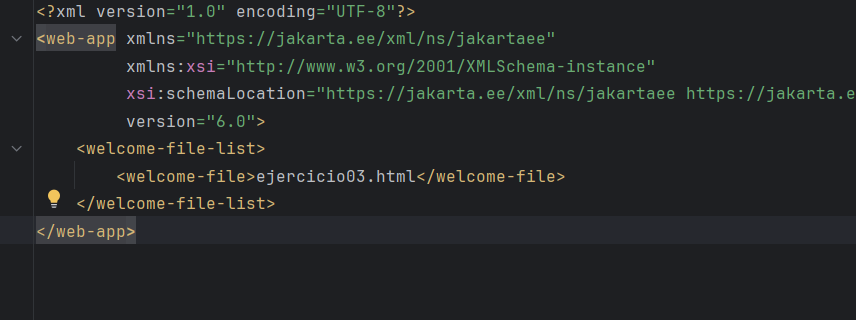 <?xml version="1.0" encoding="UTF-8"?>
<web-app xmlns="https://jakarta.ee/xml/ns/jakartaee"
xmlns:xsi="http://www.w3.org/2001/XMLSchema-instance"
xsi:schemaLocation="https://jakarta.ee/xml/ns/jakartaee https://jakarta.e
version="6.0">
<welcome-file-list>
<welcome-file>ejercicio03.html</welcome-file>
</welcome-file-list>
</web-app>